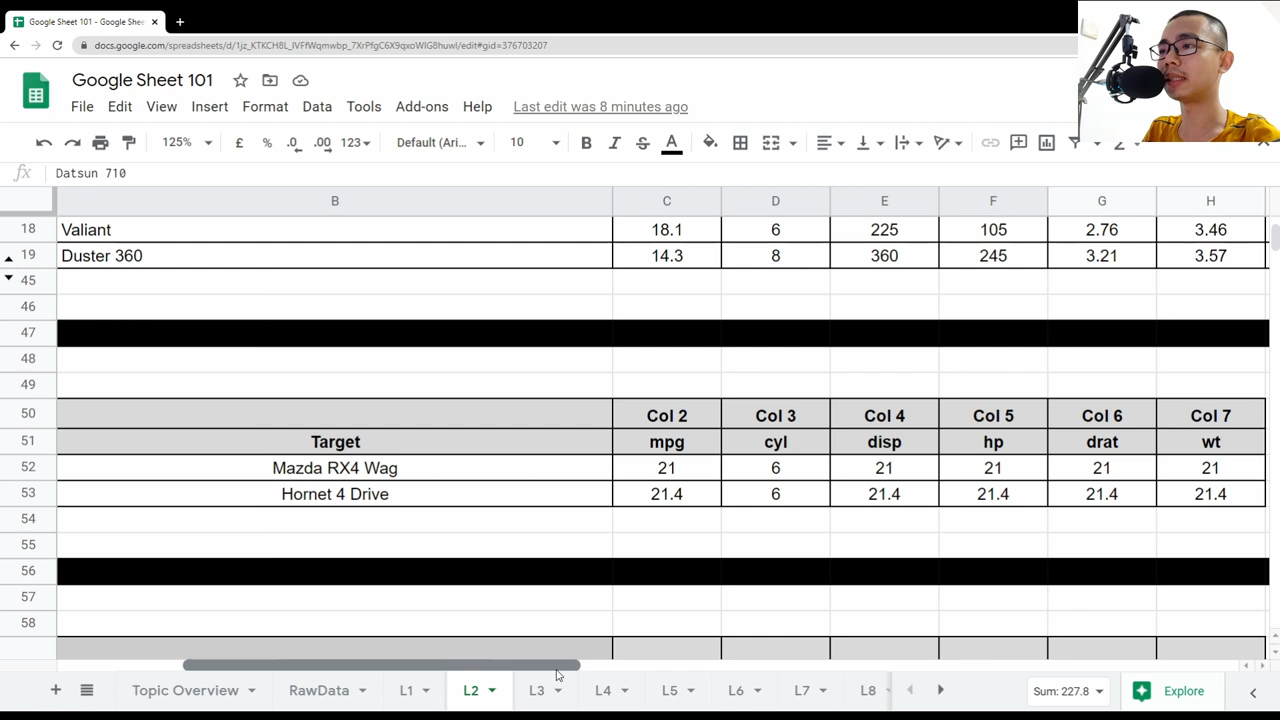 Google Sheet 101 - Google Shee
docs.google.com/spreadsheets/d/1jz_KTKCH8L_IVFfWqmwbp_7XrPfgC6X9qxoWIG8huwI/edit#gid=376703207
Google Sheet 101
File Edit View Insert Format Data Tools Add-ons Help Last edit was 8 minutes ago
125% £ % .0 .00 123 Default (Ari... 10 B I S A
fx Datsun 710
B C D E F G H
18 Valiant 18.1 6 225 105 2.76 3.46
19 Duster 360 14.3 8 360 245 3.21 3.57
45
46
47
48
49
50 Col 2 Col 3 Col 4 Col 5 Col 6 Col 7
51 Target mpg cyl disp hp drat wt
52 Mazda RX4 Wag 21 6 21 21 21 21
53 Hornet 4 Drive 21.4 6 21.4 21.4 21.4 21.4
54
55
56
57
58
Topic Overview RawData L1 L2 L3 L4 L5 L6 L7 L8 Sum: 227.8 Explore